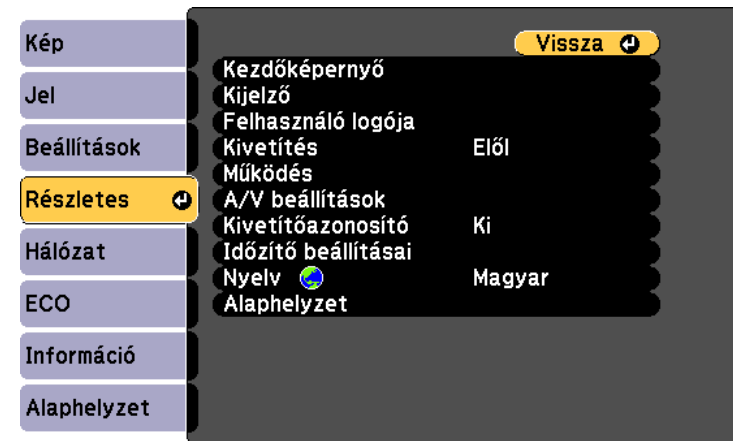 Kép
Jel
Beállítások
Részletes
Hálózat
ECO
Információ
Alaphelyzet
Vissza
Kezdőképernyő
Kijelző
Felhasználó logója
Kivetítés Elől
Működés
A/V beállítások
Kivetítőazonosító Ki
Időzítő beállításai
Nyelv Magyar
Alaphelyzet